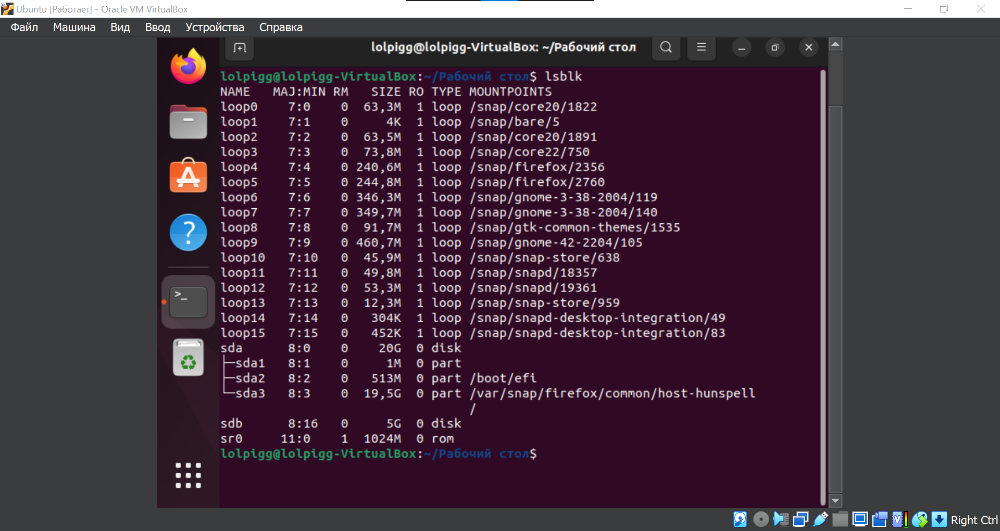 Ubuntu [Работает] - Oracle VM VirtualBox
Файл Машина Вид Ввод Устройства Справка
lolpigg@lolpigg-VirtualBox: ~/Рабочий стол
lolpigg@lolpigg-VirtualBox:~/Рабочий стол$ lsblk
NAME MAJ:MIN RM SIZE RO TYPE MOUNTPOINTS
loop0 7:0 0 63,3M 1 loop /snap/core20/1822
loop1 7:1 0 4K 1 loop /snap/bare/5
loop2 7:2 0 63,5M 1 loop /snap/core20/1891
loop3 7:3 0 73,8M 1 loop /snap/core22/750
loop4 7:4 0 240,6M 1 loop /snap/firefox/2356
loop5 7:5 0 244,8M 1 loop /snap/firefox/2760
loop6 7:6 0 346,3M 1 loop /snap/gnome-3-38-2004/119
loop7 7:7 0 349,7M 1 loop /snap/gnome-3-38-2004/140
loop8 7:8 0 91,7M 1 loop /snap/gtk-common-themes/1535
loop9 7:9 0 460,7M 1 loop /snap/gnome-42-2204/105
loop10 7:10 0 45,9M 1 loop /snap/snap-store/638
loop11 7:11 0 49,8M 1 loop /snap/snapd/18357
loop12 7:12 0 53,3M 1 loop /snap/snapd/19361
loop13 7:13 0 12,3M 1 loop /snap/snap-store/959
loop14 7:14 0 304K 1 loop /snap/snapd-desktop-integration/49
loop15 7:15 0 452K 1 loop /snap/snapd-desktop-integration/83
sda 8:0 0 20G 0 disk
├─sda1 8:1 0 1M 0 part
├─sda2 8:2 0 513M 0 part /boot/efi
└─sda3 8:3 0 19,5G 0 part /var/snap/firefox/common/host-hunspell
/
sdb 8:16 0 5G 0 disk
sr0 11:0 1 1024M 0 rom
lolpigg@lolpigg-VirtualBox:~/Рабочий стол$
Right Ctrl